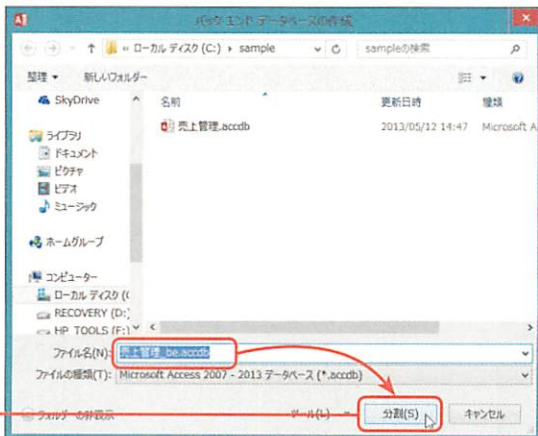 バック エンド データベースの作成
« ローカル ディスク (C:) ▸ sample
sampleの検索
整理 ▾ 新しいフォルダー
SkyDrive
名前 更新日時 種類
売上管理.accdb 2013/05/12 14:47 Microsoft A
ライブラリ
ドキュメント
ピクチャ
ビデオ
ミュージック
ホームグループ
コンピューター
ローカル ディスク (C
RECOVERY (D:)
HP_TOOLS (F:)
ファイル名(N): 売上管理_be.accdb
ファイルの種類(T): Microsoft Access 2007 - 2013 データベース (*.accdb)
フォルダーの非表示 ツール(L) 分割(S) キャンセル